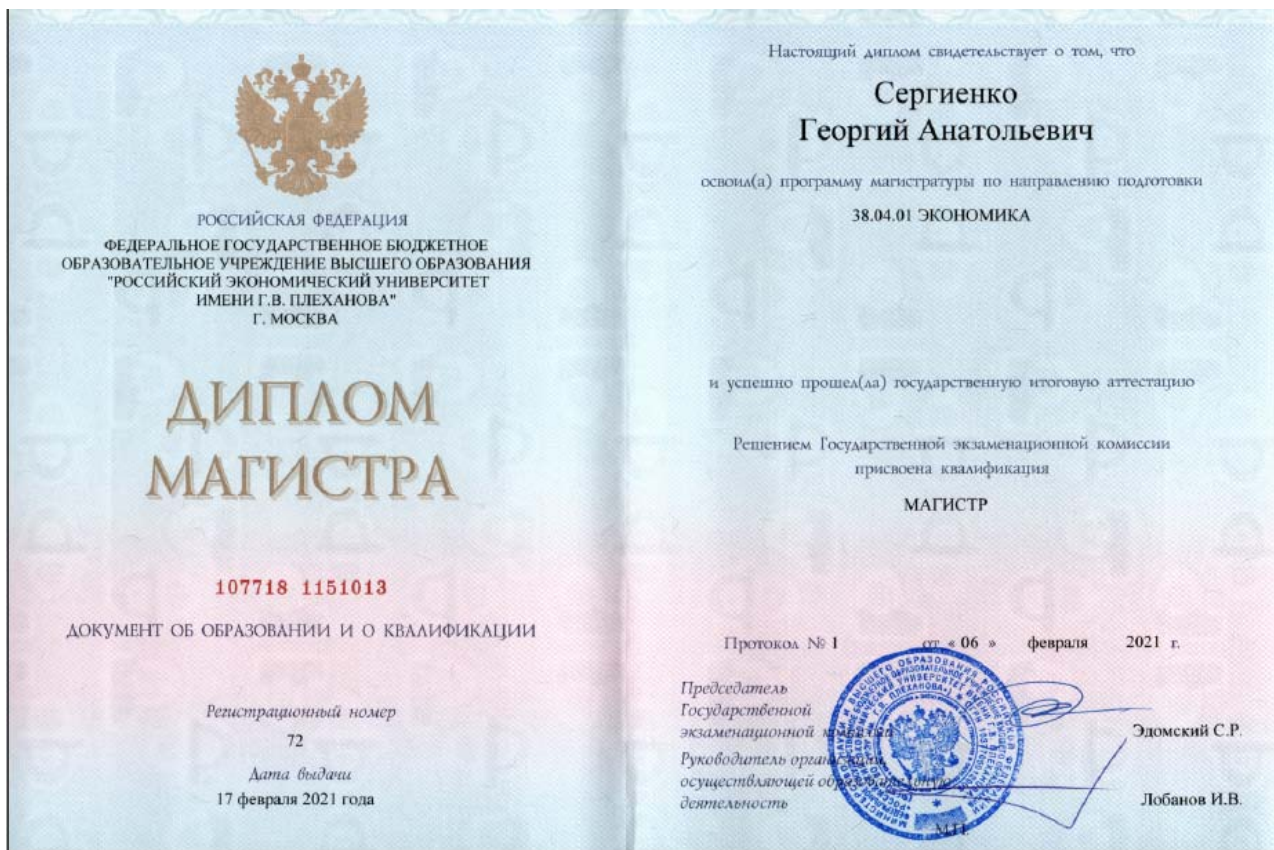 РОССИЙСКАЯ ФЕДЕРАЦИЯ
ФЕДЕРАЛЬНОЕ ГОСУДАРСТВЕННОЕ БЮДЖЕТНОЕ
ОБРАЗОВАТЕЛЬНОЕ УЧРЕЖДЕНИЕ ВЫСШЕГО ОБРАЗОВАНИЯ
"РОССИЙСКИЙ ЭКОНОМИЧЕСКИЙ УНИВЕРСИТЕТ
ИМЕНИ Г.В. ПЛЕХАНОВА"
Г. МОСКВА
ДИПЛОМ
МАГИСТРА
107718 1151013
ДОКУМЕНТ ОБ ОБРАЗОВАНИИ И О КВАЛИФИКАЦИИ
Регистрационный номер
72
Дата выдачи
17 февраля 2021 года
Настоящий диплом свидетельствует о том, что
Сергиенко
Георгий Анатольевич
освоил(а) программу магистратуры по направлению подготовки
38.04.01 ЭКОНОМИКА
и успешно прошел(ла) государственную итоговую аттестацию
Решением Государственной экзаменационной комиссии
присвоена квалификация
МАГИСТР
Протокол № 1 от « 06 » февраля 2021 г.
Председатель
Государственной
экзаменационной комиссии
Эдомский С.Р.
Руководитель организации,
осуществляющей образовательную
деятельность
Лобанов И.В.
М.П.